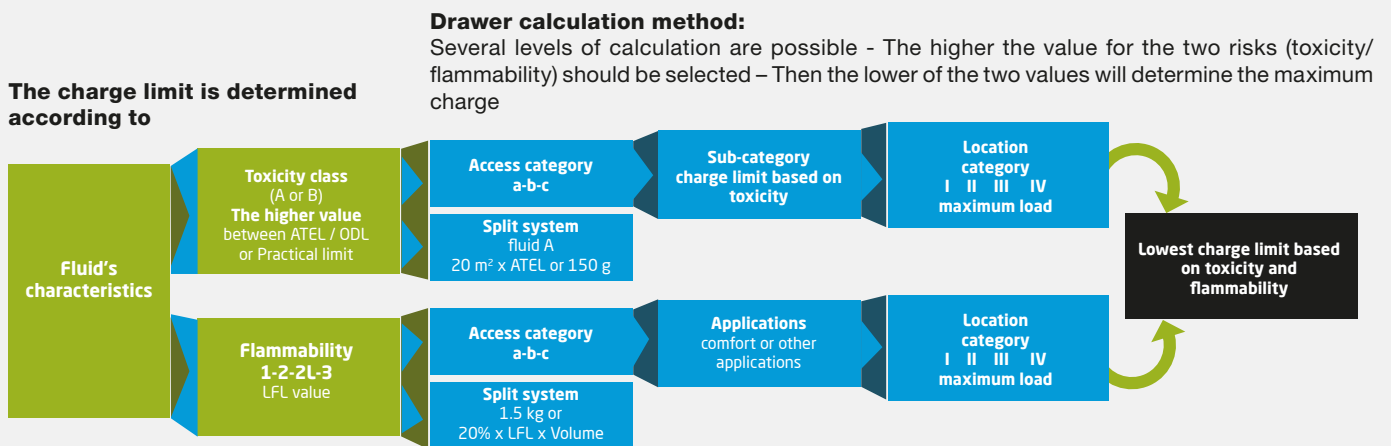 Drawer calculation method:
Several levels of calculation are possible - The higher the value for the two risks (toxicity/
flammability) should be selected – Then the lower of the two values will determine the maximum
charge
The charge limit is determined
according to
Fluid's
characteristics
Toxicity class
(A or B)
The higher value
between ATEL / ODL
or Practical limit
Access category
a-b-c
Split system
fluid A
20 m² x ATEL or 150 g
Sub-category
charge limit based on
toxicity
Location
category
I II III IV
maximum load
Flammability
1-2-2L-3
LFL value
Access category
a-b-c
Split system
1.5 kg or
20% x LFL x Volume
Applications
comfort or other
applications
Location
category
I II III IV
maximum load
Lowest charge limit based
on toxicity and
flammability